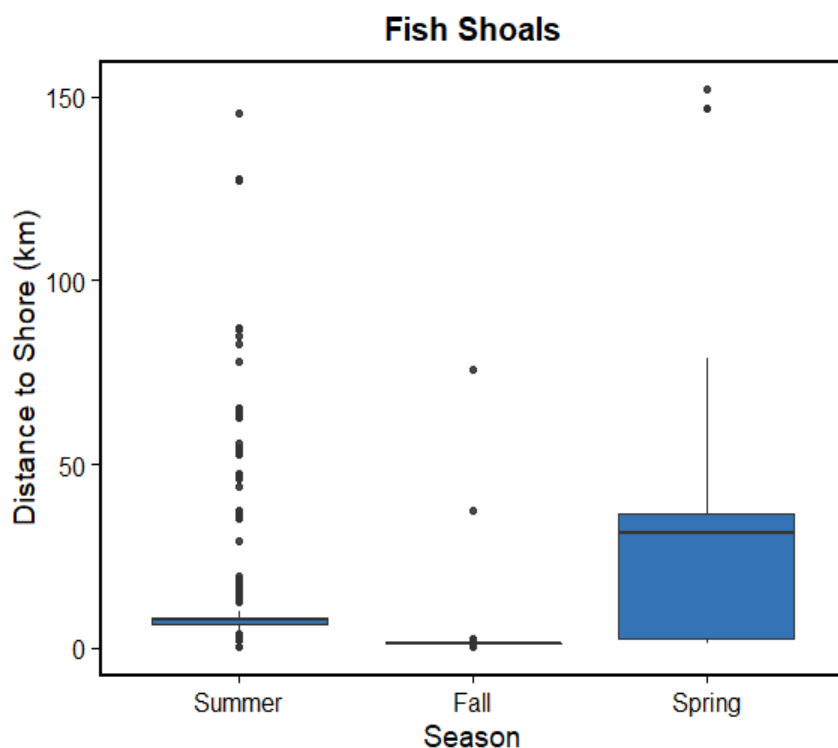 Fish Shoals
Distance to Shore (km)
150
100
50
0
Summer
Fall
Spring
Season